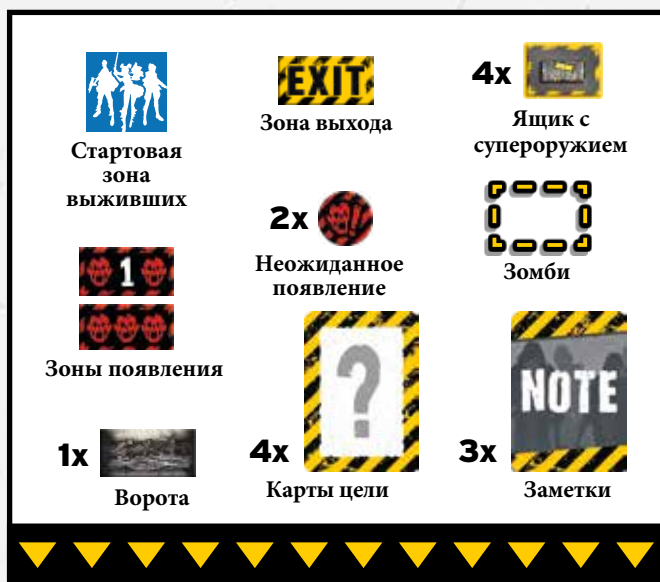 Стартовая
зона
выживших
EXIT
Зона выхода
4x
Ящик с
супероружием
1
Зоны появления
2x
Неожиданное
появление
Зомби
1x
Ворота
4x
?
Карты цели
3x
NOTE
Заметки